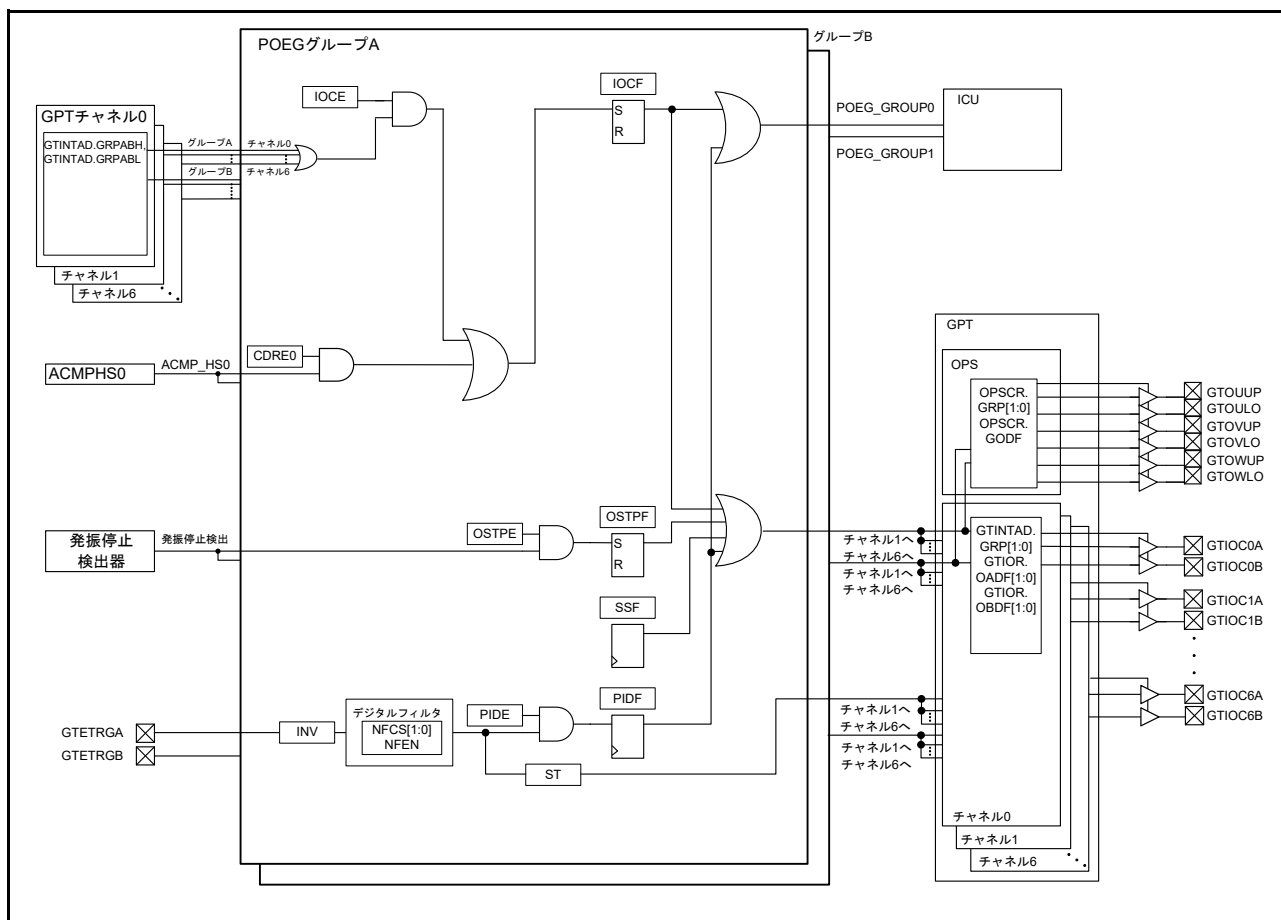 POEGグループA
グループB
IOCE
IOCF
S
R
GPTチャネル0
GTINTAD.GRPABH,
GTINTAD.GRPABL
グループA
チャネル0
グループB
チャネル6
チャネル1
チャネル6
POEG_GROUP0
POEG_GROUP1
ICU
CDRE0
ACMPHS0
ACMP_HS0
発振停止
検出器
発振停止検出
OSTPE
OSTPF
S
R
SSF
PIDF
GTETRGA
GTETRGB
INV
デジタルフィルタ
NFCS[1:0]
NFEN
PIDE
ST
チャネル1へ
チャネル6へ
チャネル1へ
チャネル6へ
チャネル1へ
チャネル6へ
チャネル1へ
チャネル6へ
GPT
OPS
OPSCR.
GRP[1:0]
OPSCR.
GODF
GTINTAD.
GRP[1:0]
GTIOR.
OADF[1:0]
GTIOR.
OBDF[1:0]
チャネル0
チャネル1
チャネル6
GTOUUP
GTOULO
GTOVUP
GTOVLO
GTOWUP
GTOWLO
GTIOC0A
GTIOC0B
GTIOC1A
GTIOC1B
GTIOC6A
GTIOC6B